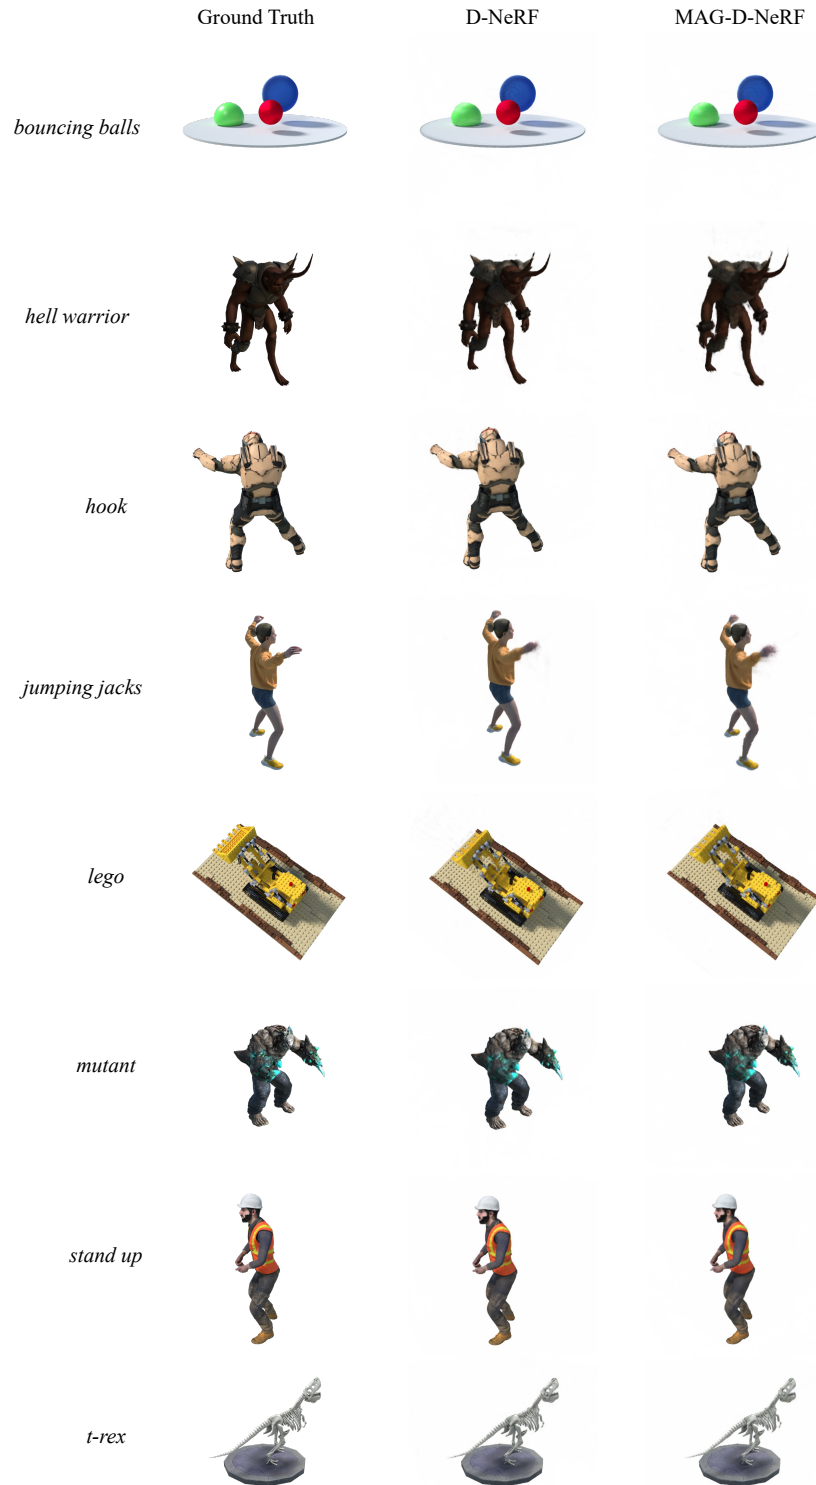 Ground Truth D-NeRF MAG-D-NeRF
bouncing balls
hell warrior
hook
jumping jacks
lego
mutant
stand up
t-rex